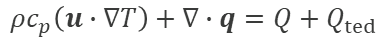 ρc_p(𝒖 · ∇T) + ∇ · 𝒒 = Q + Q_ted